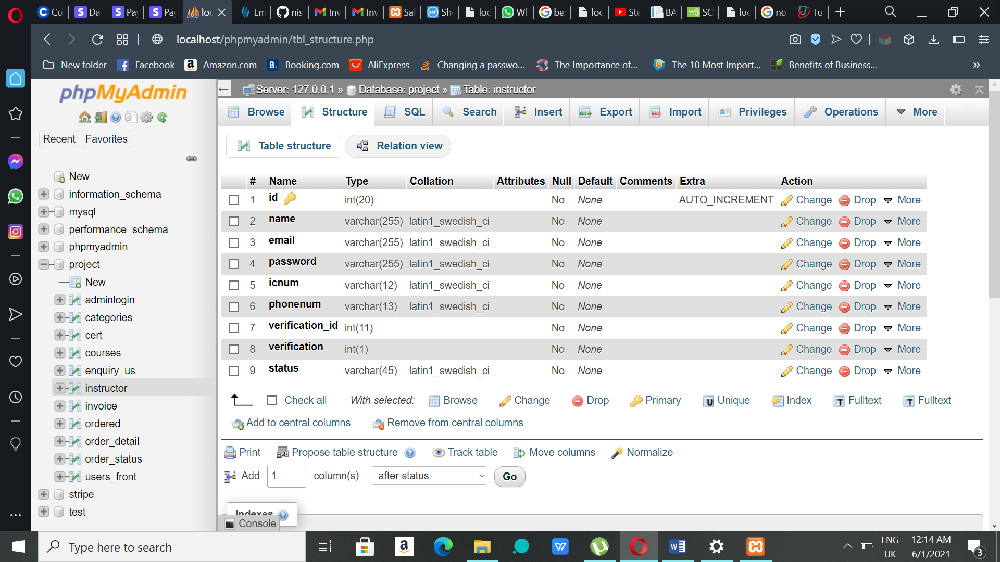 Co
Da
Pay
Pay
loc
Em
nis
Inv
Inv
Sal
Sh
loc
Wh
be
loc
Ste
BA
SQ
loc
no
Tu
localhost/phpmyadmin/tbl_structure.php
New folder
Facebook
Amazon.com
Booking.com
AliExpress
Changing a passwo...
The Importance of...
The 10 Most Import...
Benefits of Business...
phpMyAdmin
Recent
Favorites
New
information_schema
mysql
performance_schema
phpmyadmin
project
New
adminlogin
categories
cert
courses
enquiry_us
instructor
invoice
ordered
order_detail
order_status
users_front
stripe
test
Server: 127.0.0.1 » Database: project » Table: instructor
Browse Structure SQL Search Insert Export Import Privileges Operations More
Table structure Relation view
# Name Type Collation Attributes Null Default Comments Extra Action
1 id int(20) No None AUTO_INCREMENT Change Drop More
2 name varchar(255) latin1_swedish_ci No None Change Drop More
3 email varchar(255) latin1_swedish_ci No None Change Drop More
4 password varchar(255) latin1_swedish_ci No None Change Drop More
5 icnum varchar(12) latin1_swedish_ci No None Change Drop More
6 phonenum varchar(13) latin1_swedish_ci No None Change Drop More
7 verification_id int(11) No None Change Drop More
8 verification int(1) No None Change Drop More
9 status varchar(45) latin1_swedish_ci No None Change Drop More
Check all With selected: Browse Change Drop Primary Unique Index Fulltext Fulltext
Add to central columns Remove from central columns
Print Propose table structure Track table Move columns Normalize
Add 1 column(s) after status Go
Indexes
Console
Type here to search
ENG
UK
12:14 AM
6/1/2021
3